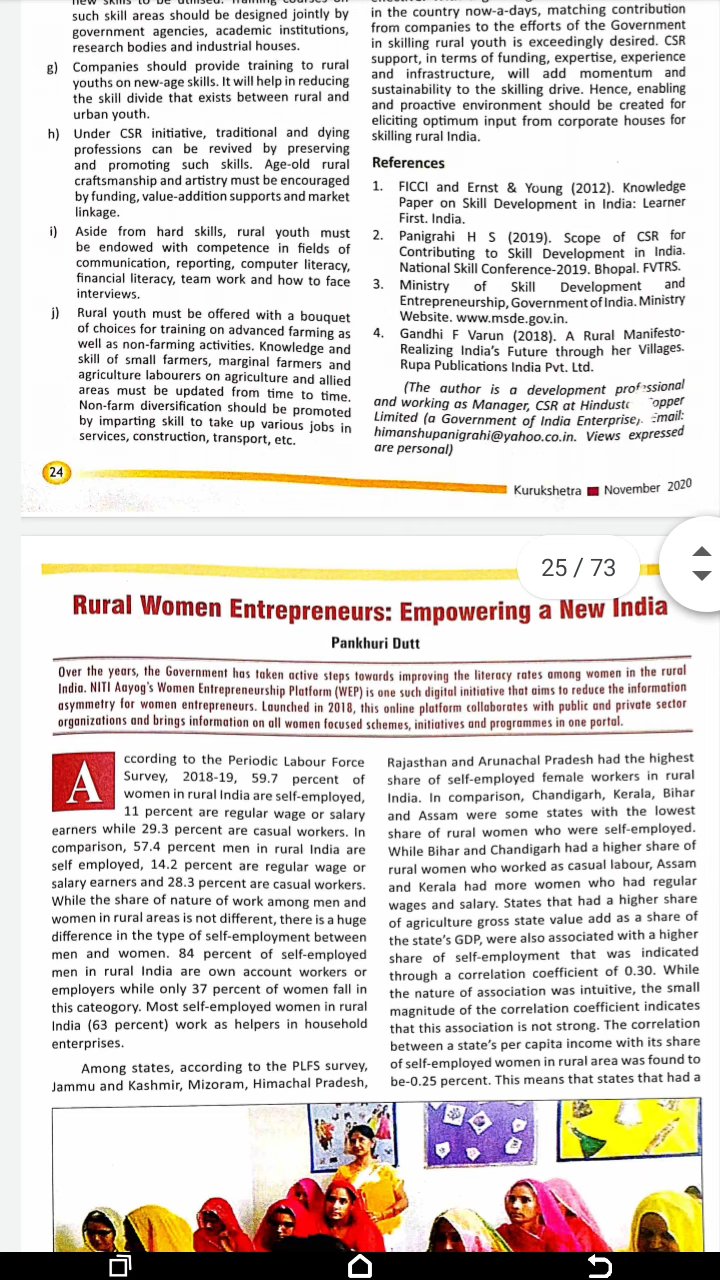 such skill areas should be designed jointly by
government agencies, academic institutions,
research bodies and industrial houses.
g) Companies should provide training to rural
youths on new-age skills. It will help in reducing
the skill divide that exists between rural and
urban youth.
h) Under CSR initiative, traditional and dying
professions can be revived by preserving
and promoting such skills. Age-old rural
craftsmanship and artistry must be encouraged
by funding, value-addition supports and market
linkage.
i) Aside from hard skills, rural youth must
be endowed with competence in fields of
communication, reporting, computer literacy,
financial literacy, team work and how to face
interviews.
j) Rural youth must be offered with a bouquet
of choices for training on advanced farming as
well as non-farming activities. Knowledge and
skill of small farmers, marginal farmers and
agriculture labourers on agriculture and allied
areas must be updated from time to time.
Non-farm diversification should be promoted
by imparting skill to take up various jobs in
services, construction, transport, etc.
in the country now-a-days, matching contribution
from companies to the efforts of the Government
in skilling rural youth is exceedingly desired. CSR
support, in terms of funding, expertise, experience
and infrastructure, will add momentum and
sustainability to the skilling drive. Hence, enabling
and proactive environment should be created for
eliciting optimum input from corporate houses for
skilling rural India.
References
1. FICCI and Ernst & Young (2012). Knowledge
Paper on Skill Development in India: Learner
First. India.
2. Panigrahi H S (2019). Scope of CSR for
Contributing to Skill Development in India.
National Skill Conference-2019. Bhopal. FVTRS.
3. Ministry of Skill Development and
Entrepreneurship, Government of India. Ministry
Website. www.msde.gov.in.
4. Gandhi F Varun (2018). A Rural Manifesto-
Realizing India's Future through her Villages.
Rupa Publications India Pvt. Ltd.
(The author is a development professional
and working as Manager, CSR at
Limited (a Government of India Enterprise). Email:
himanshupanigrahi@yahoo.co.in. Views expressed
are personal)
24
Kurukshetra November 2020
25 / 73
Rural Women Entrepreneurs: Empowering a New India
Pankhuri Dutt
Over the years, the Government has taken active steps towards improving the literacy rates among women in the rural
India. NITI Aayog's Women Entrepreneurship Platform (WEP) is one such digital initiative that aims to reduce the information
asymmetry for women entrepreneurs. Launched in 2018, this online platform collaborates with public and private sector
organizations and brings information on all women focused schemes, initiatives and programmes in one portal.
According to the Periodic Labour Force
Survey, 2018-19, 59.7 percent of
women in rural India are self-employed,
11 percent are regular wage or salary
earners while 29.3 percent are casual workers. In
comparison, 57.4 percent men in rural India are
self employed, 14.2 percent are regular wage or
salary earners and 28.3 percent are casual workers.
While the share of nature of work among men and
women in rural areas is not different, there is a huge
difference in the type of self-employment between
men and women. 84 percent of self-employed
men in rural India are own account workers or
employers while only 37 percent of women fall in
this cateogory. Most self-employed women in rural
India (63 percent) work as helpers in household
enterprises.
Among states, according to the PLFS survey,
Jammu and Kashmir, Mizoram, Himachal Pradesh,
Rajasthan and Arunachal Pradesh had the highest
share of self-employed female workers in rural
India. In comparison, Chandigarh, Kerala, Bihar
and Assam were some states with the lowest
share of rural women who were self-employed.
While Bihar and Chandigarh had a higher share of
rural women who worked as casual labour, Assam
and Kerala had more women who had regular
wages and salary. States that had a higher share
of agriculture gross state value add as a share of
the state's GDP, were also associated with a higher
share of self-employment that was indicated
through a correlation coefficient of 0.30. While
the nature of association was intuitive, the small
magnitude of the correlation coefficient indicates
that this association is not strong. The correlation
between a state's per capita income with its share
of self-employed women in rural area was found to
be-0.25 percent. This means that states that had a